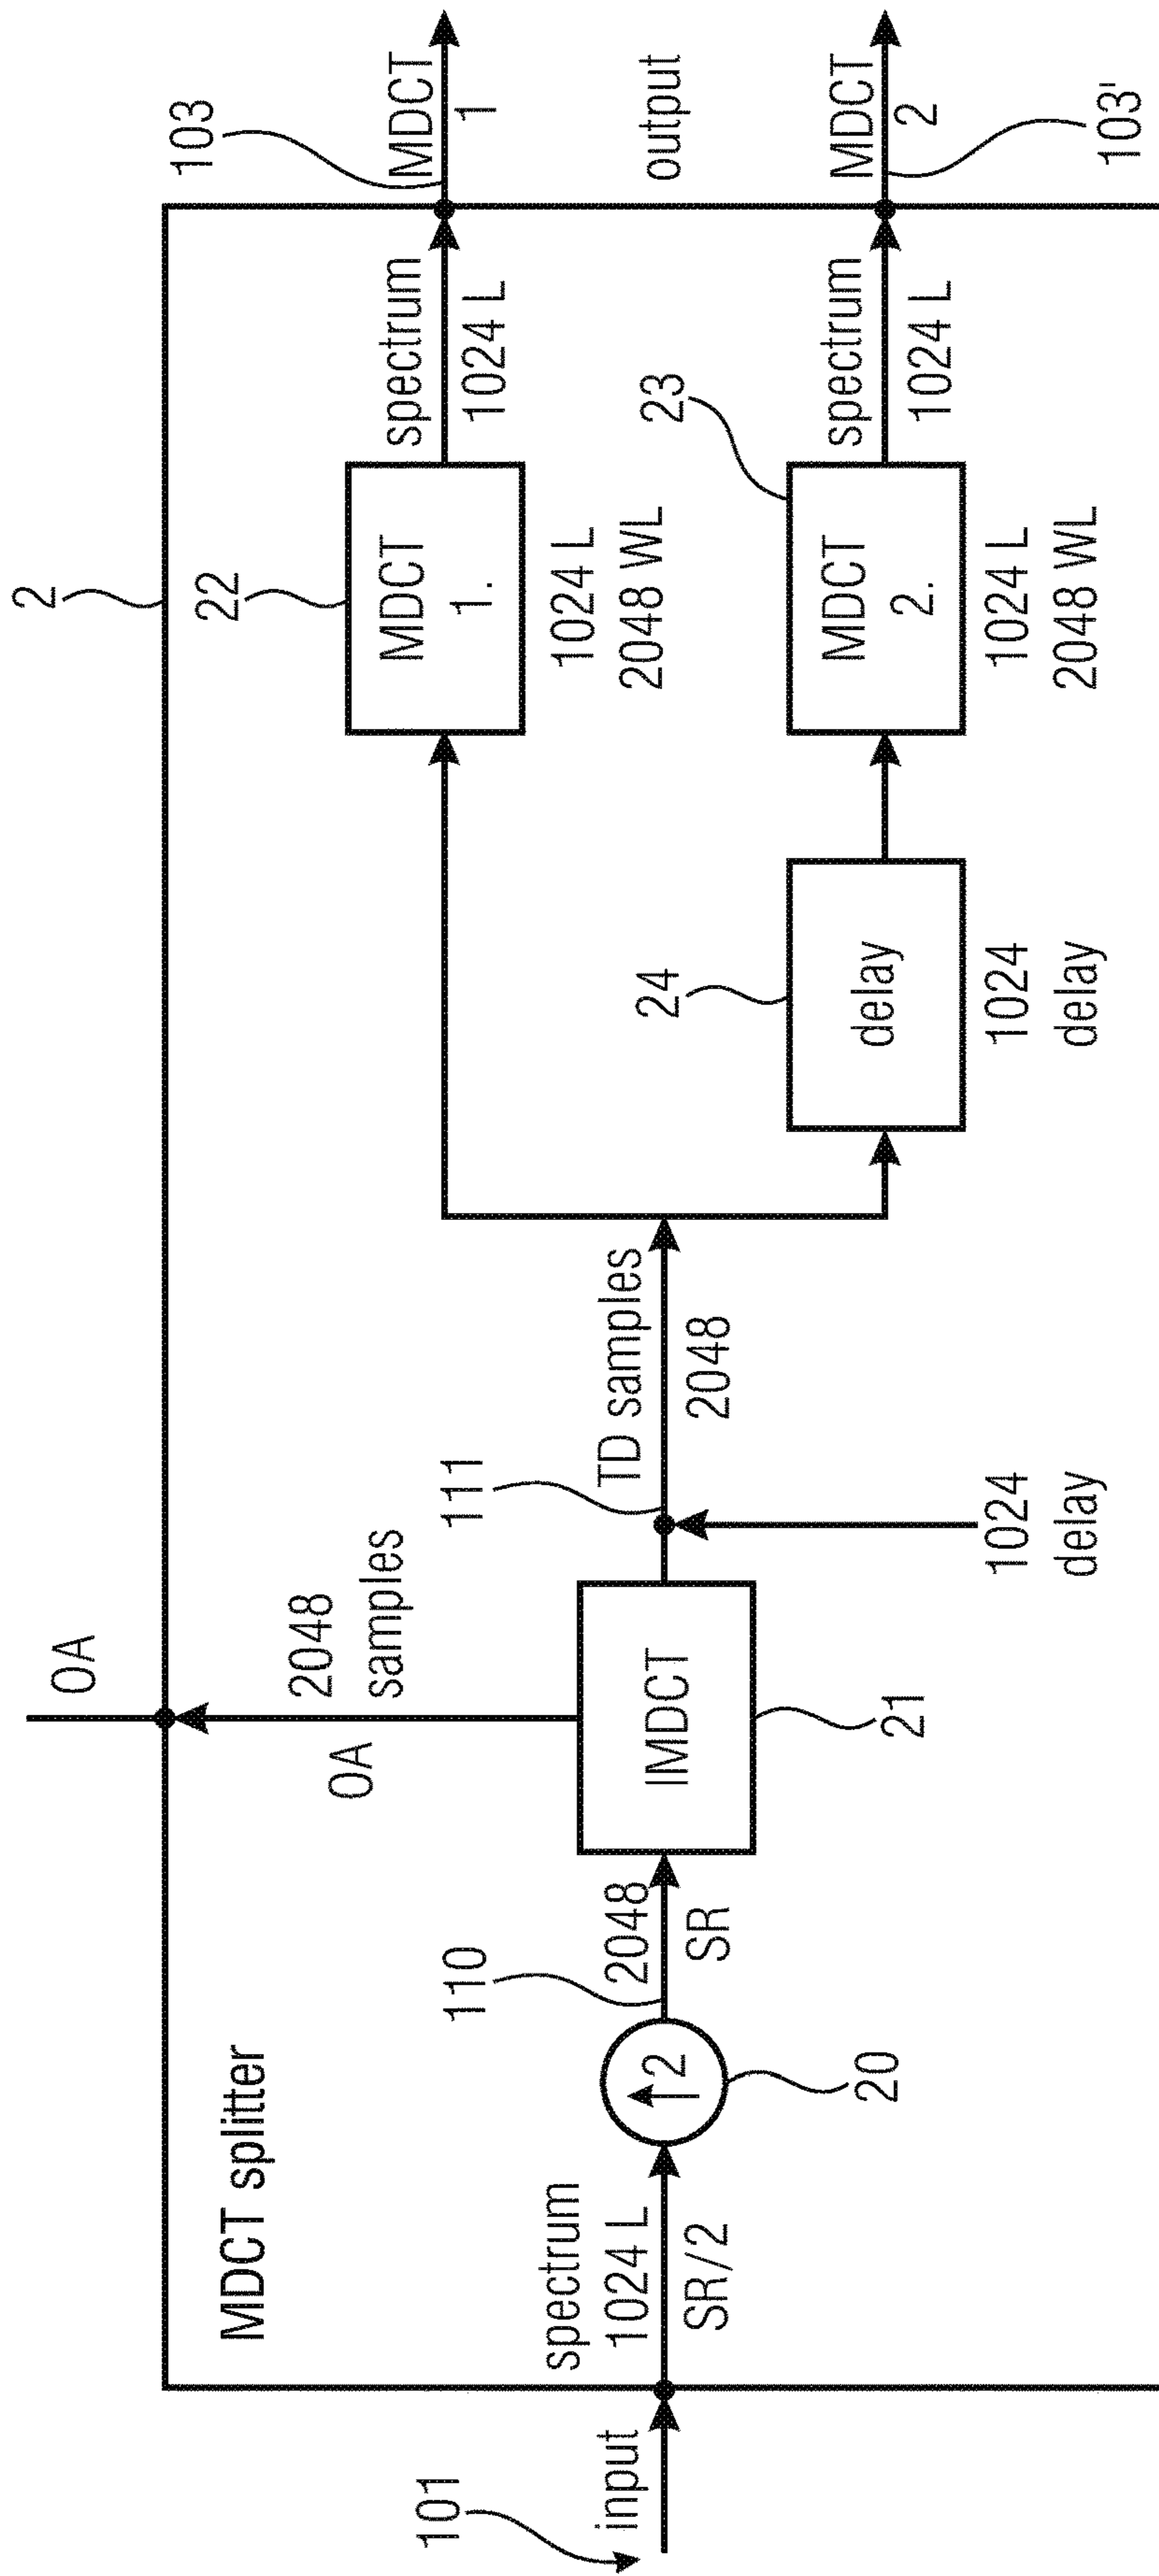 2
MDCT splitter
OA
OA
2048
samples
101
input
spectrum
1024 L
SR/2
↑2
20
110
2048
SR
IMDCT
21
111
1024
delay
TD samples
2048
22
MDCT
1.
1024 L
2048 WL
spectrum
1024 L
103
MDCT
1
output
24
delay
1024
delay
23
MDCT
2.
1024 L
2048 WL
spectrum
1024 L
MDCT
2
103'